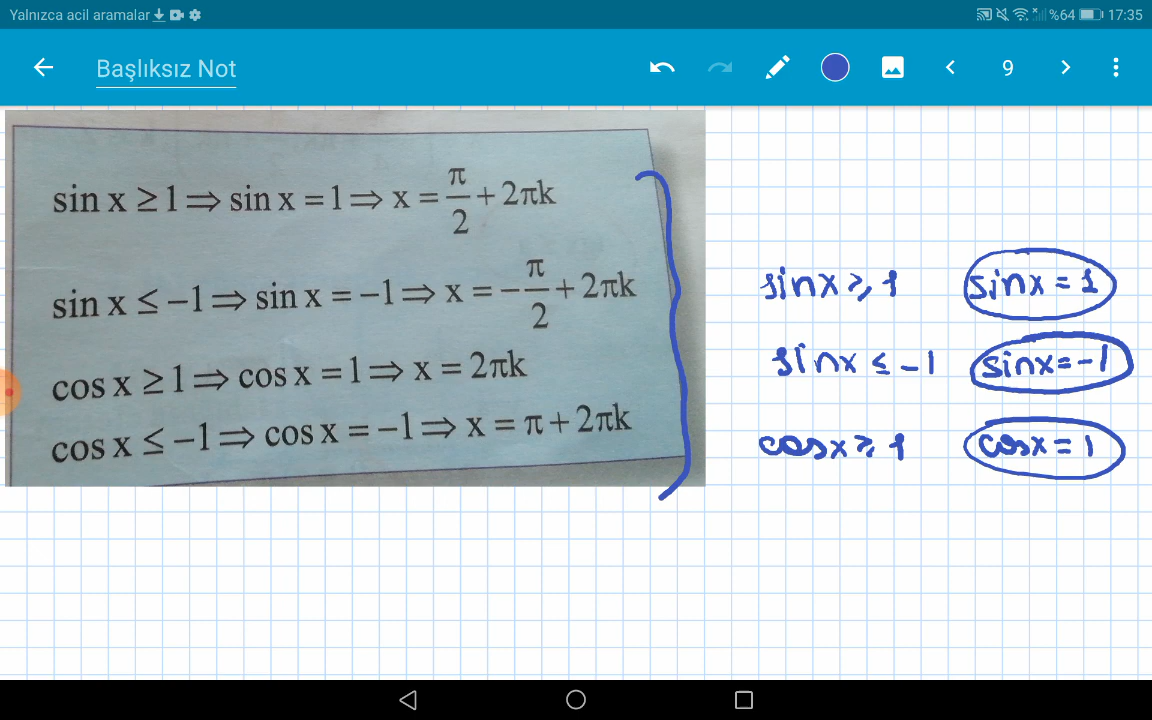 Yalnızca acil aramalar
%64 17:35
Başlıksız Not
9
sin x ≥ 1 ⇒ sin x = 1 ⇒ x = π/2 + 2πk
sin x ≤ −1 ⇒ sin x = −1 ⇒ x = −π/2 + 2πk
cos x ≥ 1 ⇒ cos x = 1 ⇒ x = 2πk
cos x ≤ −1 ⇒ cos x = −1 ⇒ x = π + 2πk
sinx ≥ 1 sinx = 1
sinx ≤ -1 sinx = -1
cosx ≥ 1 cosx = 1